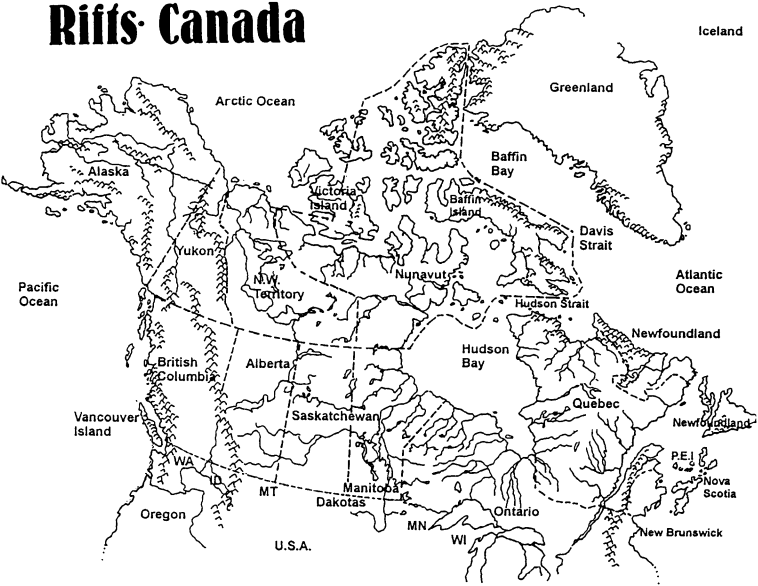 Rifts· Canada
Iceland
Arctic Ocean
Greenland
Baffin
Bay
Alaska
Victoria
Island
Baffin
Island
Davis
Strait
Yukon
N.W.
Territory
Nunavut
Pacific
Ocean
Atlantic
Ocean
Hudson Strait
Newfoundland
Hudson
Bay
British
Columbia
Alberta
Quebec
Vancouver
Island
Saskatchewan
Newfoundland
WA
P.E.I
ID
MT
Manitoba
Dakotas
Nova
Scotia
Oregon
Ontario
MN
WI
New Brunswick
U.S.A.